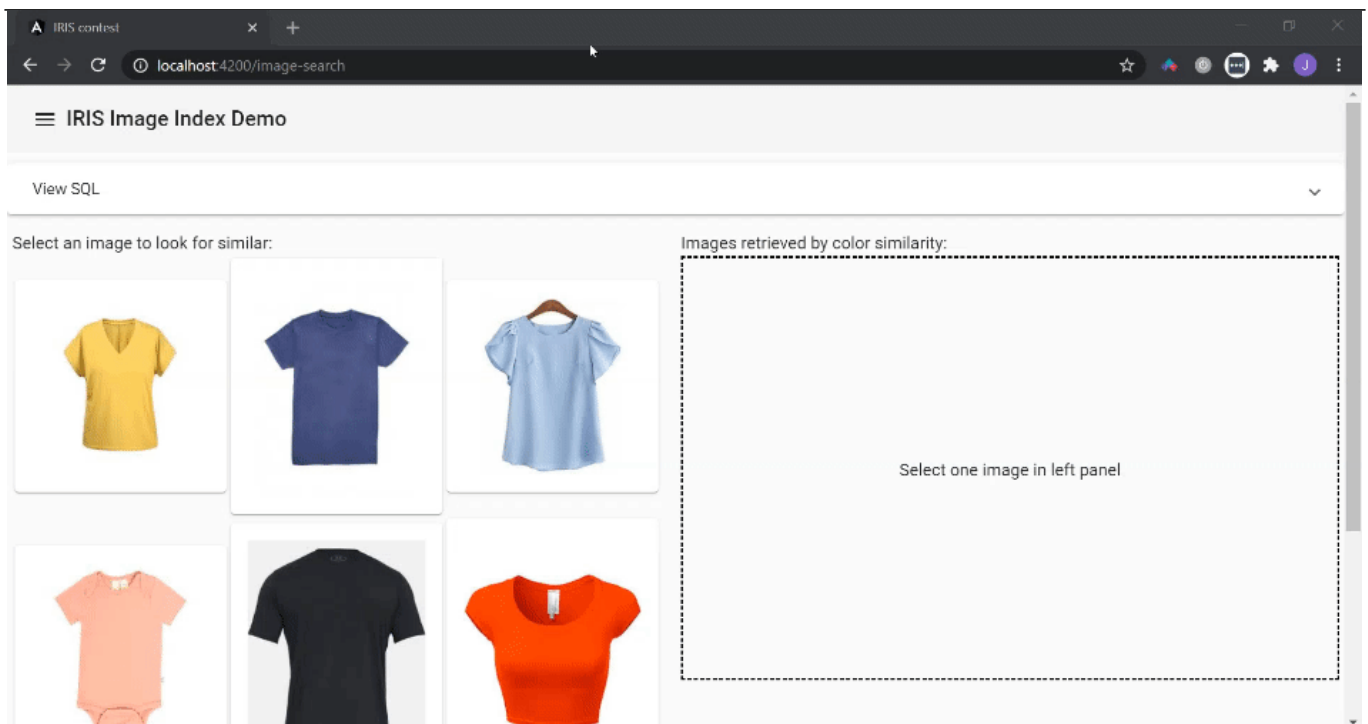 IRIS contest
localhost:4200/image-search
J
IRIS Image Index Demo
View SQL
Select an image to look for similar:
Images retrieved by color similarity:
Select one image in left panel